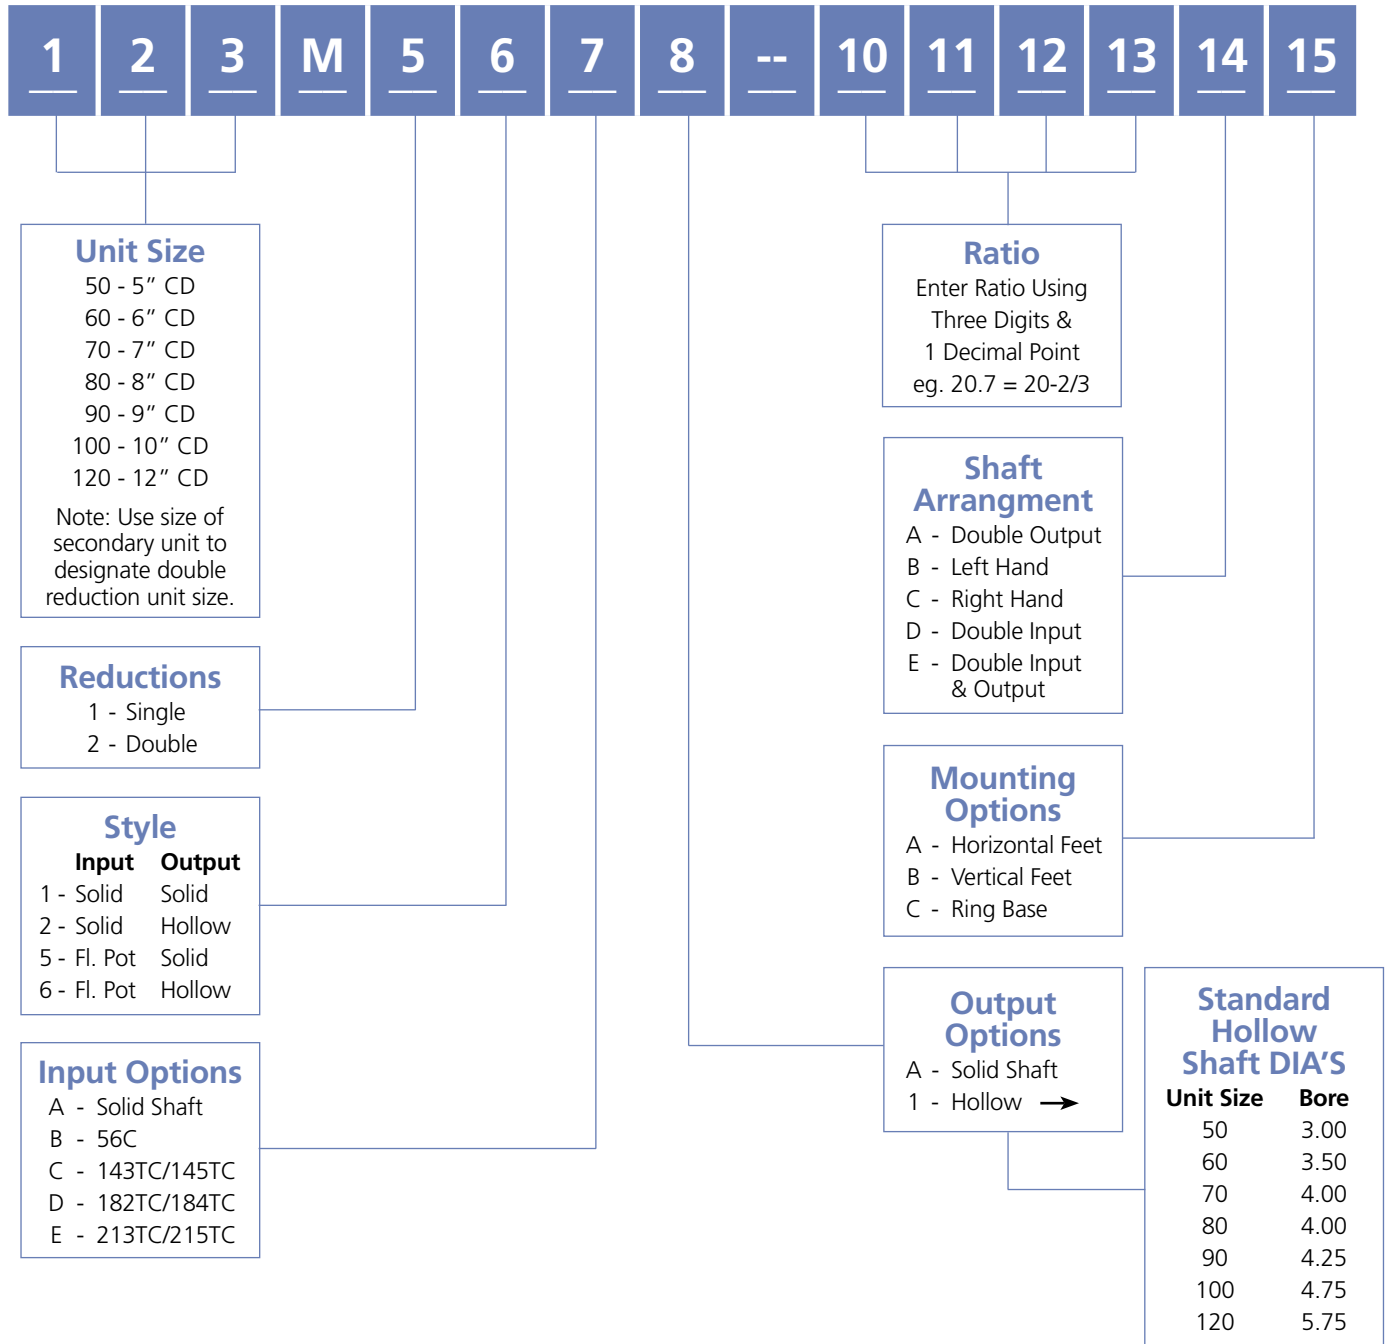 1 2 3 M 5 6 7 8 -- 10 11 12 13 14 15
Unit Size
50 - 5” CD
60 - 6” CD
70 - 7” CD
80 - 8” CD
90 - 9” CD
100 - 10” CD
120 - 12” CD
Note: Use size of
secondary unit to
designate double
reduction unit size.
Reductions
1 - Single
2 - Double
Style
Input Output
1 - Solid Solid
2 - Solid Hollow
5 - Fl. Pot Solid
6 - Fl. Pot Hollow
Input Options
A - Solid Shaft
B - 56C
C - 143TC/145TC
D - 182TC/184TC
E - 213TC/215TC
Ratio
Enter Ratio Using
Three Digits &
1 Decimal Point
eg. 20.7 = 20-2/3
Shaft
Arrangment
A - Double Output
B - Left Hand
C - Right Hand
D - Double Input
E - Double Input
& Output
Mounting
Options
A - Horizontal Feet
B - Vertical Feet
C - Ring Base
Output
Options
A - Solid Shaft
1 - Hollow →
Standard
Hollow
Shaft DIA’S
Unit Size Bore
50 3.00
60 3.50
70 4.00
80 4.00
90 4.25
100 4.75
120 5.75